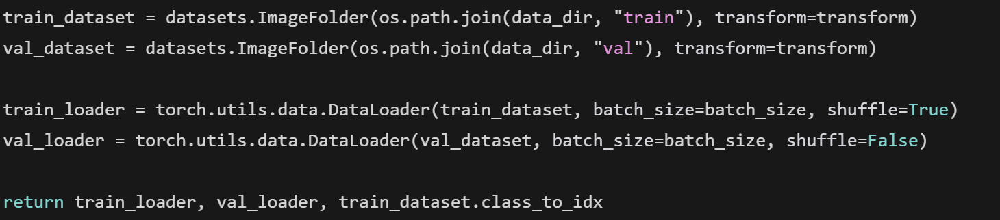 train_dataset = datasets.ImageFolder(os.path.join(data_dir, "train"), transform=transform)
val_dataset = datasets.ImageFolder(os.path.join(data_dir, "val"), transform=transform)
train_loader = torch.utils.data.DataLoader(train_dataset, batch_size=batch_size, shuffle=True)
val_loader = torch.utils.data.DataLoader(val_dataset, batch_size=batch_size, shuffle=False)
return train_loader, val_loader, train_dataset.class_to_idx